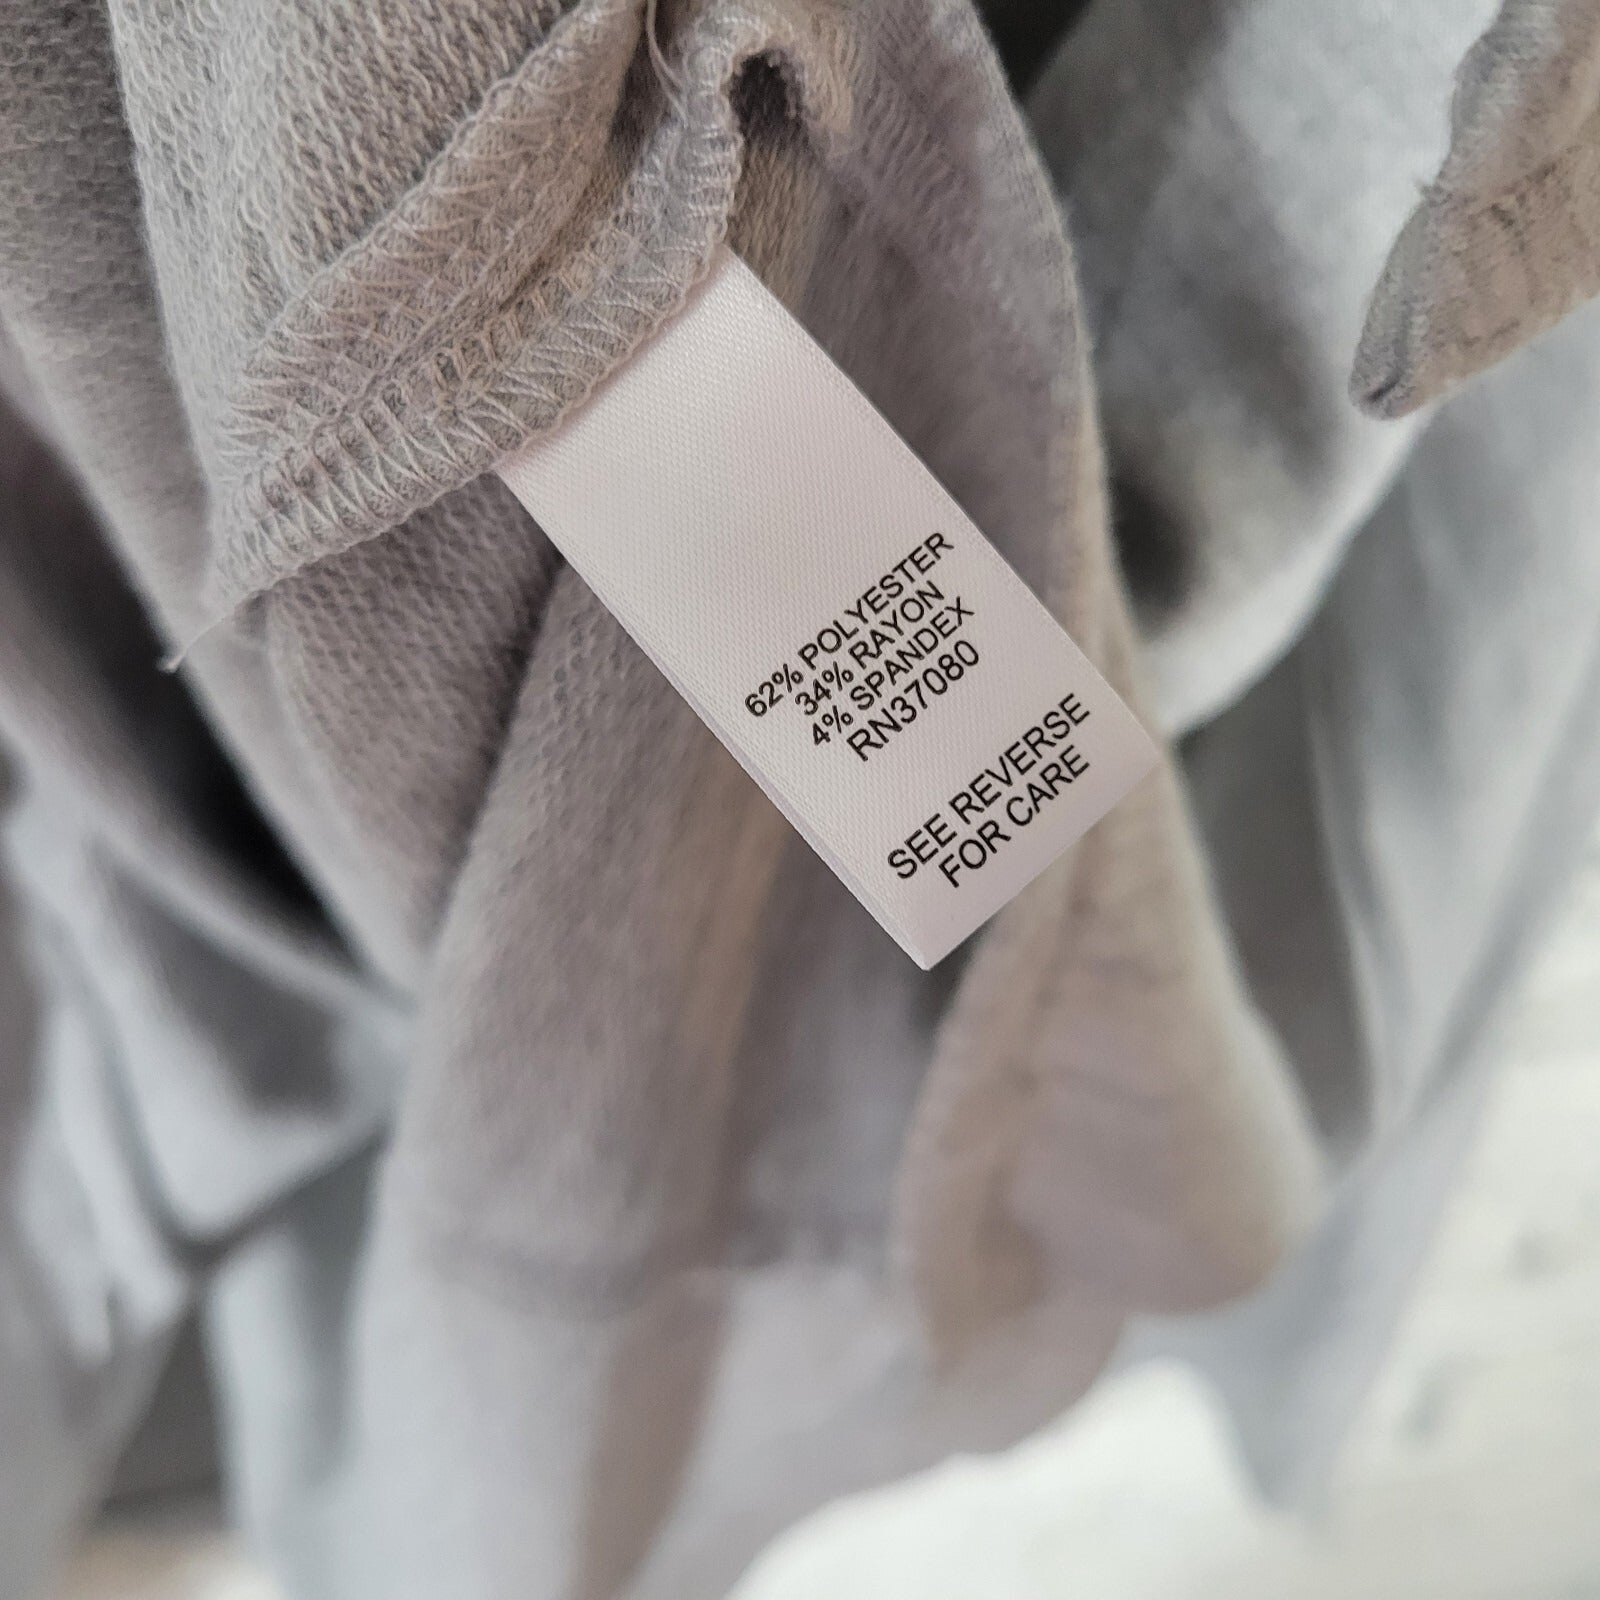 62% POLYESTER
34% RAYON
4% SPANDEX
RN37080
SEE REVERSE
FOR CARE